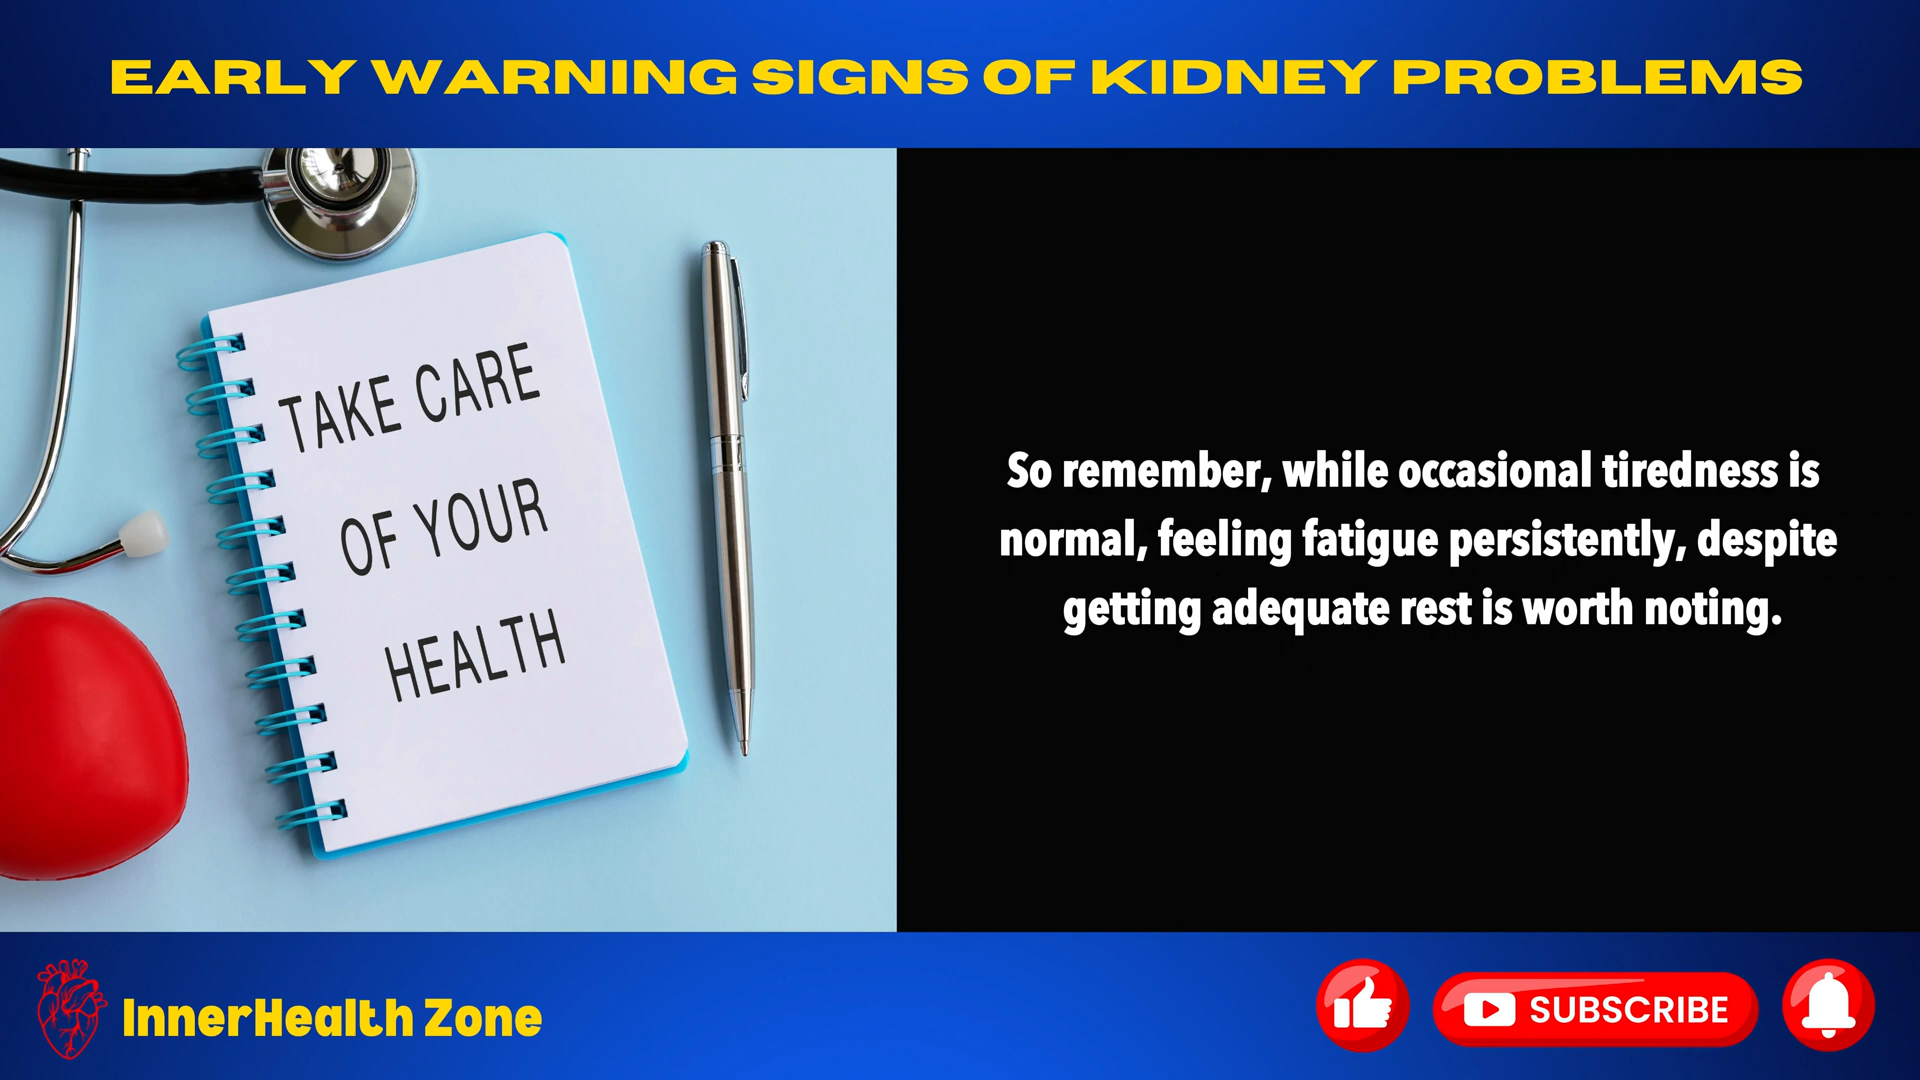 EARLY WARNING SIGNS OF KIDNEY PROBLEMS
TAKE CARE
OF YOUR
HEALTH
So remember, while occasional tiredness is
normal, feeling fatigue persistently, despite
getting adequate rest is worth noting.
InnerHealth Zone
SUBSCRIBE